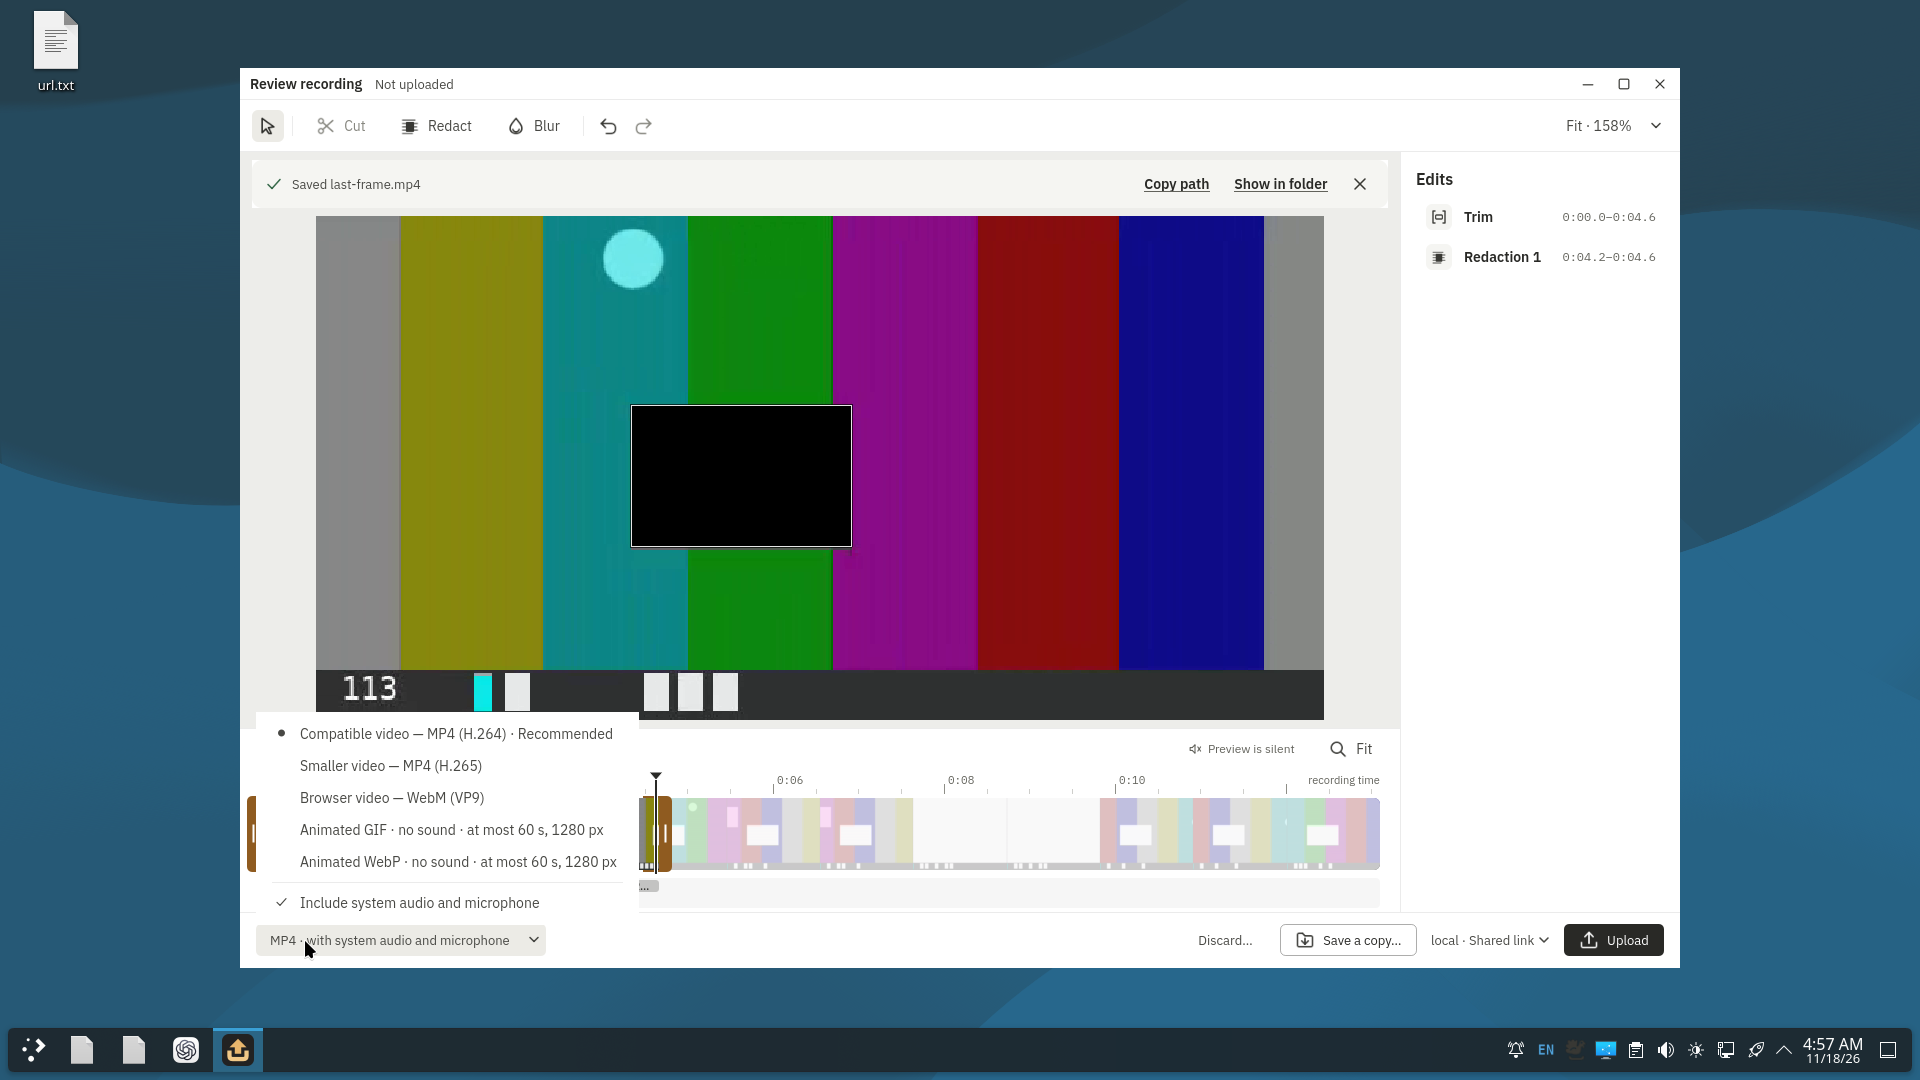 url.txt
Review recording Not uploaded
Cut Redact Blur Fit · 158%
Saved last-frame.mp4 Copy path Show in folder
Edits
Trim 0:00.0–0:04.6
Redaction 1 0:04.2–0:04.6
113
Compatible video — MP4 (H.264) · Recommended
Smaller video — MP4 (H.265)
Browser video — WebM (VP9)
Animated GIF · no sound · at most 60 s, 1280 px
Animated WebP · no sound · at most 60 s, 1280 px
Include system audio and microphone
Preview is silent Fit
0:06 0:08 0:10 recording time
...
MP4 · with system audio and microphone Discard... Save a copy... local · Shared link Upload
EN 4:57 AM
11/18/26